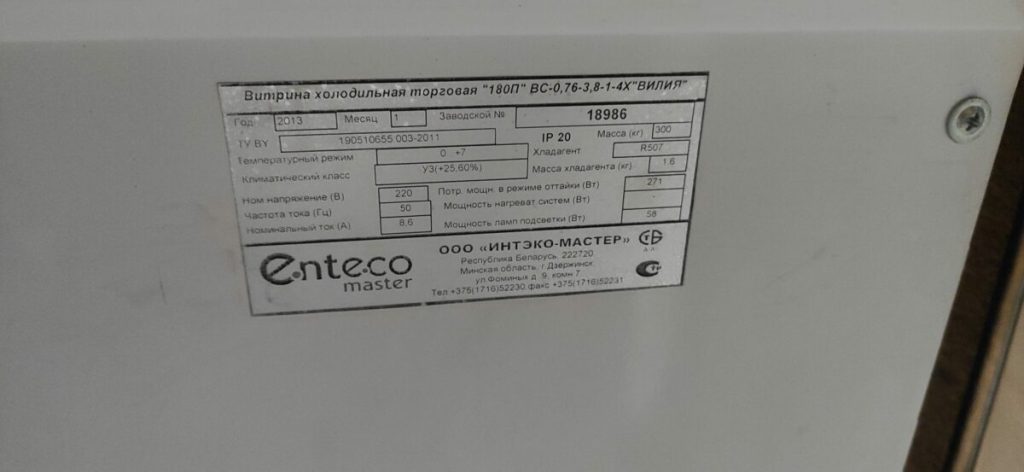 Витрина холодильная торговая "180П" ВС-0,76-3,8-1-4Х"ВИЛИЯ"
Год 2013 Месяц 1 Заводской № 18986
ТУ BY 190510655.003-2011 IP 20 Масса (кг) 300
Температурный режим 0 +7 Хладагент R507
Климатический класс У3(+25,60%) Масса хладагента (кг) 1.6
Ном напряжение (В) 220 Потр. мощн. в режиме оттайки (Вт) 271
Частота тока (Гц) 50 Мощность нагреват систем (Вт)
Номинальный ток (А) 8,6 Мощность ламп подсветки (Вт) 58
enteco
master
ООО «ИНТЭКО-МАСТЕР»
Республика Беларусь, 222720
Минская область, г.Дзержинск,
ул.Фоминых д. 9, комн 7.
Тел +375(1716)52230,факс +375(1716)52231